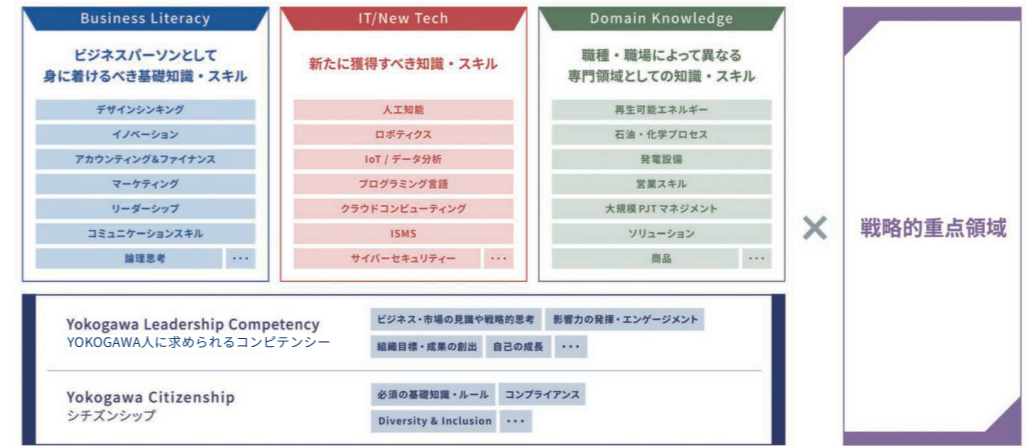 Business Literacy
ビジネスパーソンとして
身に着けるべき基礎知識・スキル
デザインシンキング
イノベーション
アカウンティング&ファイナンス
マーケティング
リーダーシップ
コミュニケーションスキル
論理思考
･･･
IT/New Tech
新たに獲得すべき知識・スキル
人工知能
ロボティクス
IoT / データ分析
プログラミング言語
クラウドコンピューティング
ISMS
サイバーセキュリティー
･･･
Domain Knowledge
職種・職場によって異なる
専門領域としての知識・スキル
再生可能エネルギー
石油・化学プロセス
発電設備
営業スキル
大規模 PJT マネジメント
ソリューション
商品
･･･
×
戦略的重点領域
Yokogawa Leadership Competency
YOKOGAWA人に求められるコンピテンシー
ビジネス・市場の見識や戦略的思考
影響力の発揮・エンゲージメント
組織目標・成果の創出
自己の成長
･･･
Yokogawa Citizenship
シチズンシップ
必須の基礎知識・ルール
コンプライアンス
Diversity & Inclusion
･･･